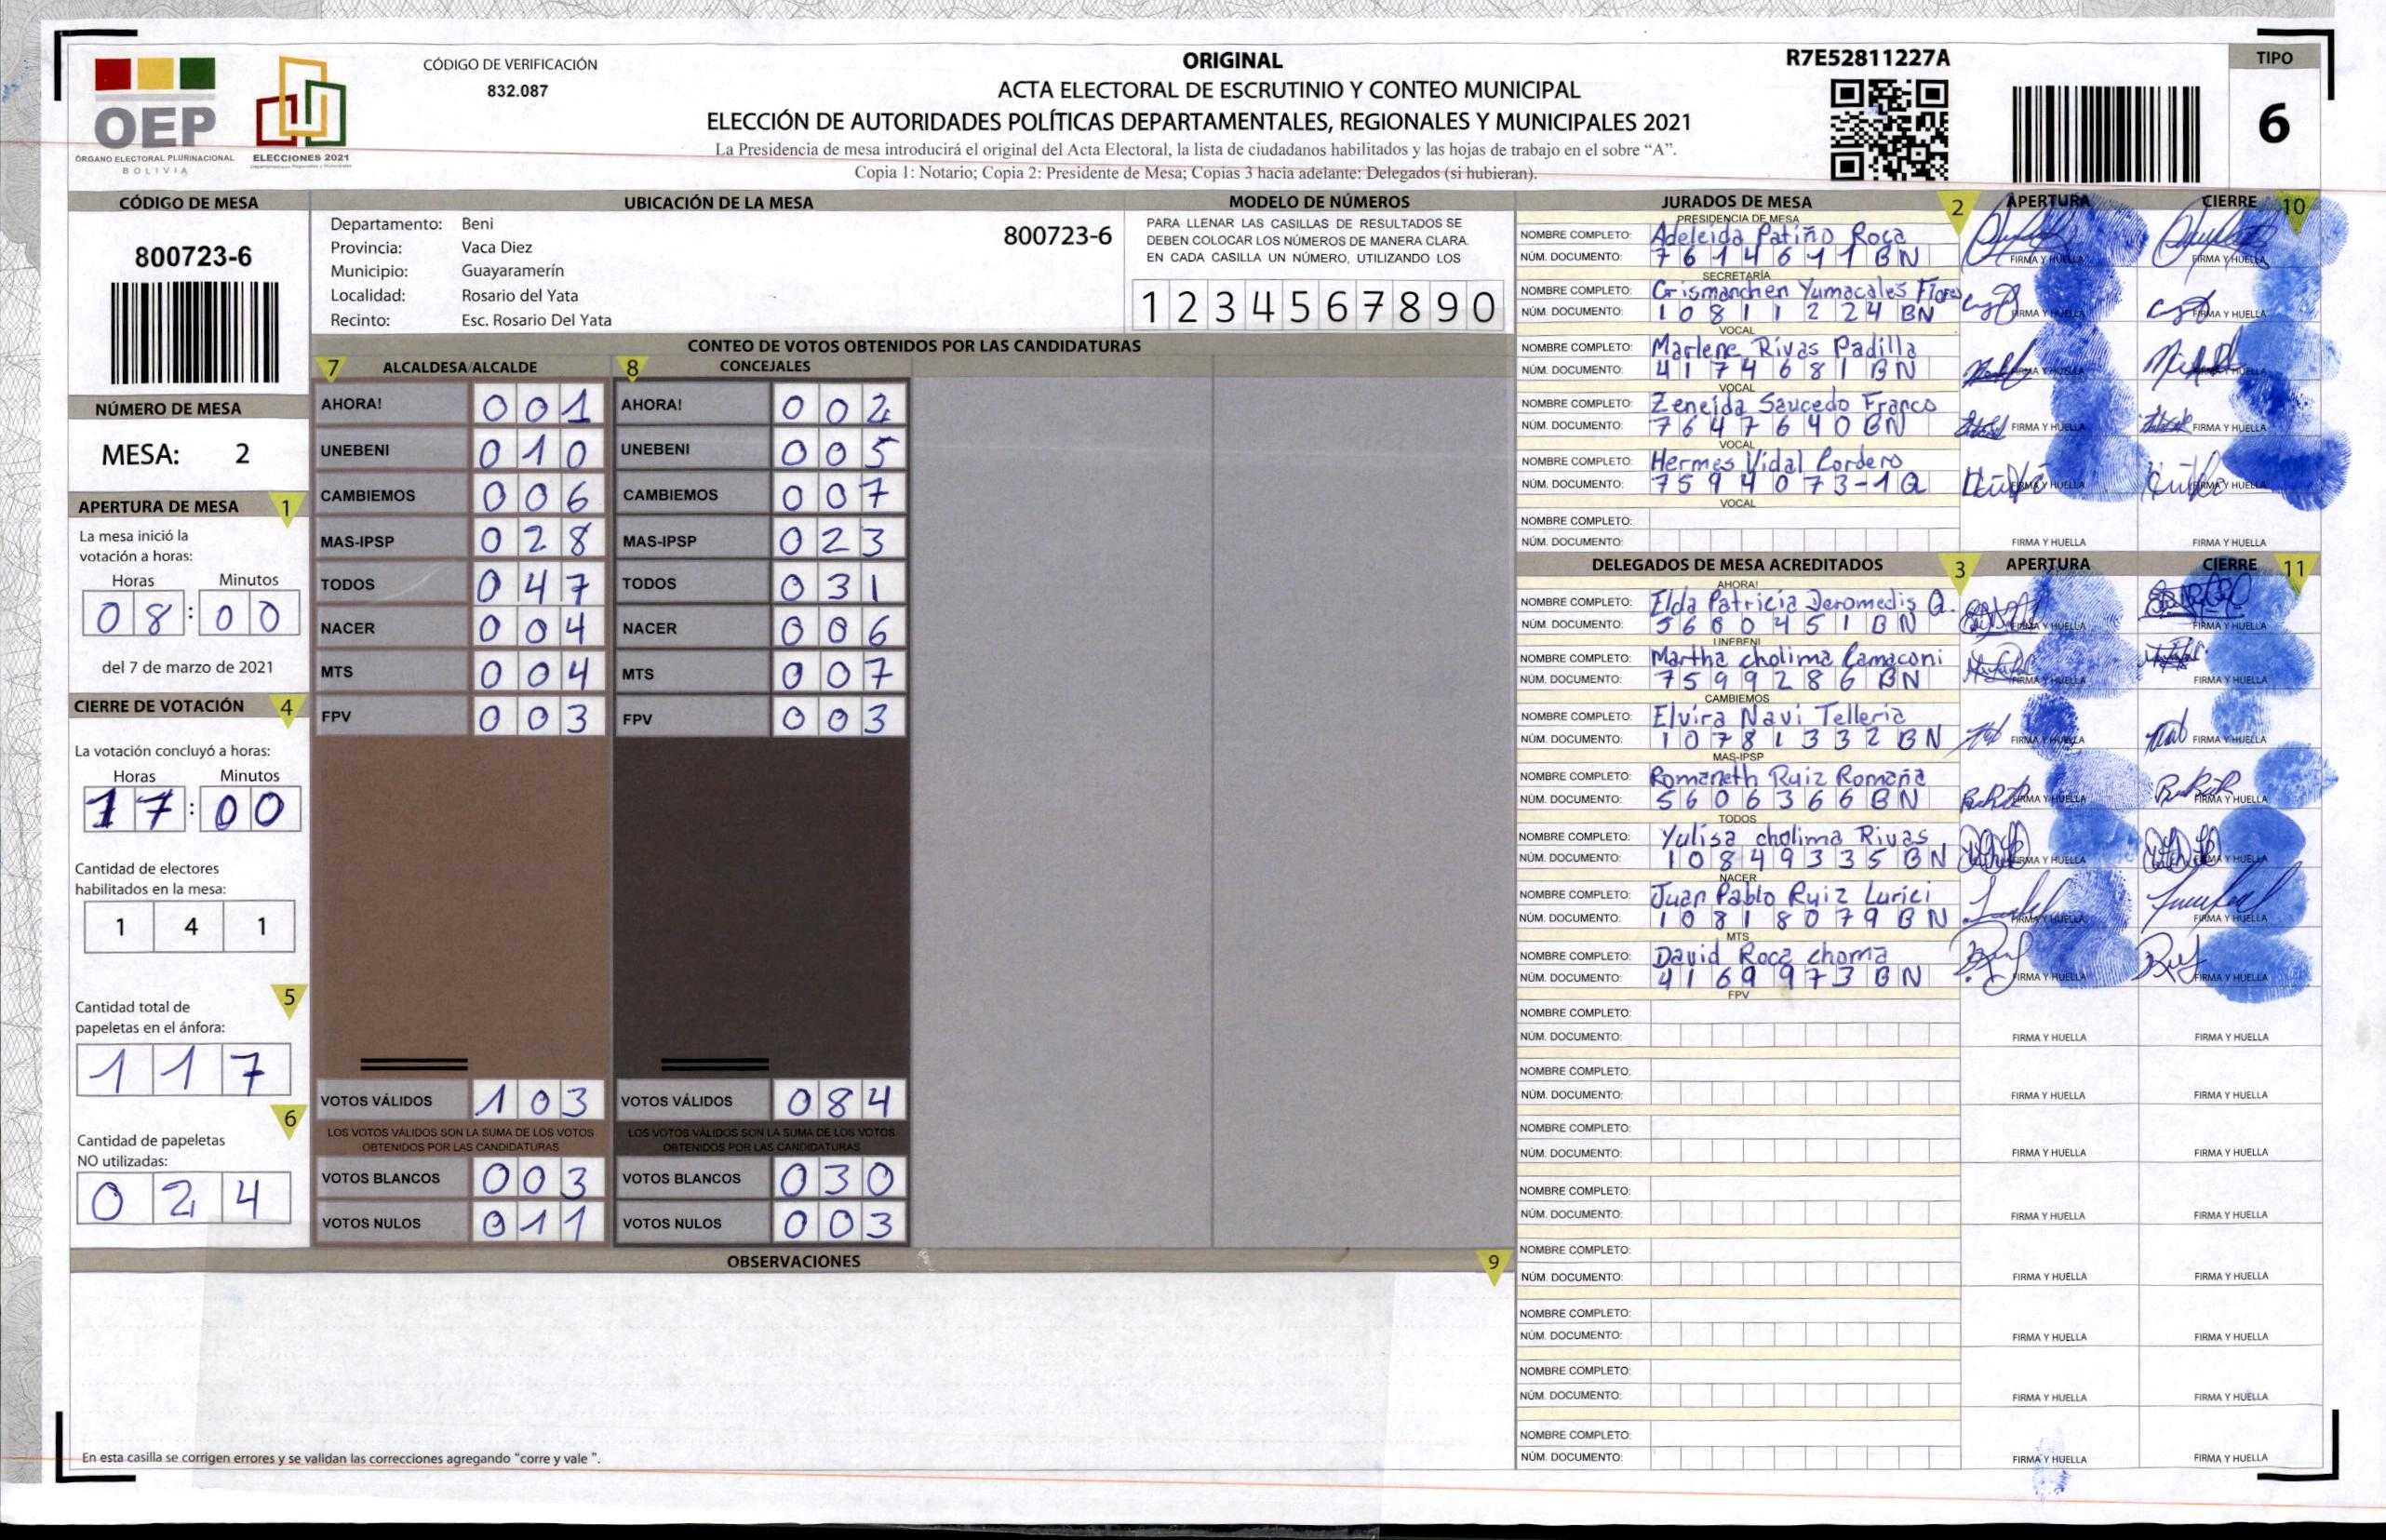 ORIGINAL
R7E52811227A
TIPO
6
CÓDIGO DE VERIFICACIÓN
832.087
ACTA ELECTORAL DE ESCRUTINIO Y CONTEO MUNICIPAL
ELECCIÓN DE AUTORIDADES POLÍTICAS DEPARTAMENTALES, REGIONALES Y MUNICIPALES 2021
La Presidencia de mesa introducirá el original del Acta Electoral, la lista de ciudadanos habilitados y las hojas de trabajo en el sobre “A”.
Copia 1: Notario; Copia 2: Presidente de Mesa; Copias 3 hacia adelante: Delegados (si hubieran).
OEP
ÓRGANO ELECTORAL PLURINACIONAL
BOLIVIA
ELECCIONES 2021
CÓDIGO DE MESA
800723-6
NÚMERO DE MESA
MESA: 2
APERTURA DE MESA 1
La mesa inició la
votación a horas:
Horas Minutos
08:00
del 7 de marzo de 2021
CIERRE DE VOTACIÓN 4
La votación concluyó a horas:
Horas Minutos
17:00
Cantidad de electores
habilitados en la mesa:
1 4 1
5
Cantidad total de
papeletas en el ánfora:
1 1 7
6
Cantidad de papeletas
NO utilizadas:
0 2 4
UBICACIÓN DE LA MESA
Departamento: Beni
Provincia: Vaca Diez
Municipio: Guayaramerín
Localidad: Rosario del Yata
Recinto: Esc. Rosario Del Yata
800723-6
MODELO DE NÚMEROS
PARA LLENAR LAS CASILLAS DE RESULTADOS SE
DEBEN COLOCAR LOS NÚMEROS DE MANERA CLARA.
EN CADA CASILLA UN NÚMERO, UTILIZANDO LOS
1 2 3 4 5 6 7 8 9 0
CONTEO DE VOTOS OBTENIDOS POR LAS CANDIDATURAS
7 ALCALDESA/ALCALDE 8 CONCEJALES
AHORA! 001 AHORA! 002
UNEBENI 010 UNEBENI 005
CAMBIEMOS 006 CAMBIEMOS 007
MAS-IPSP 028 MAS-IPSP 023
TODOS 047 TODOS 031
NACER 004 NACER 006
MTS 004 MTS 007
FPV 003 FPV 003
VOTOS VÁLIDOS 103 VOTOS VÁLIDOS 084
LOS VOTOS VÁLIDOS SON LA SUMA DE LOS VOTOS LOS VOTOS VÁLIDOS SON LA SUMA DE LOS VOTOS
OBTENIDOS POR LAS CANDIDATURAS OBTENIDOS POR LAS CANDIDATURAS
VOTOS BLANCOS 003 VOTOS BLANCOS 030
VOTOS NULOS 011 VOTOS NULOS 003
OBSERVACIONES 9
En esta casilla se corrigen errores y se validan las correcciones agregando “corre y vale ”.
JURADOS DE MESA 2 APERTURA CIERRE 10
PRESIDENCIA DE MESA
NOMBRE COMPLETO: Adeleida Patiño Roca
NÚM. DOCUMENTO: 7614611BN FIRMA Y HUELLA FIRMA Y HUELLA
SECRETARÍA
NOMBRE COMPLETO: Crismanchen Yumacales Flores
NÚM. DOCUMENTO: 10811224BN FIRMA Y HUELLA FIRMA Y HUELLA
VOCAL
NOMBRE COMPLETO: Marlene Rivas Padilla
NÚM. DOCUMENTO: 4174681BN FIRMA Y HUELLA FIRMA Y HUELLA
VOCAL
NOMBRE COMPLETO: Zeneida Saucedo Franco
NÚM. DOCUMENTO: 7647640BN FIRMA Y HUELLA FIRMA Y HUELLA
VOCAL
NOMBRE COMPLETO: Hermes Vidal Cordero
NÚM. DOCUMENTO: 7594073-1Q FIRMA Y HUELLA FIRMA Y HUELLA
VOCAL
NOMBRE COMPLETO:
NÚM. DOCUMENTO: FIRMA Y HUELLA FIRMA Y HUELLA
DELEGADOS DE MESA ACREDITADOS 3 APERTURA CIERRE 11
AHORA!
NOMBRE COMPLETO: Elda Patricia Deromedis Q.
NÚM. DOCUMENTO: 5600451BN FIRMA Y HUELLA FIRMA Y HUELLA
UNEBENI
NOMBRE COMPLETO: Martha cholima Camaconi
NÚM. DOCUMENTO: 7599286BN FIRMA Y HUELLA FIRMA Y HUELLA
CAMBIEMOS
NOMBRE COMPLETO: Elvira Navi Telleria
NÚM. DOCUMENTO: 10781332BN FIRMA Y HUELLA FIRMA Y HUELLA
MAS-IPSP
NOMBRE COMPLETO: Romaneth Ruiz Romaña
NÚM. DOCUMENTO: 5606366BN FIRMA Y HUELLA FIRMA Y HUELLA
TODOS
NOMBRE COMPLETO: Yulisa cholima Rivas
NÚM. DOCUMENTO: 10849335BN FIRMA Y HUELLA FIRMA Y HUELLA
NACER
NOMBRE COMPLETO: Juan Pablo Ruiz Lurici
NÚM. DOCUMENTO: 10818079BN FIRMA Y HUELLA FIRMA Y HUELLA
MTS
NOMBRE COMPLETO: David Roca choma
NÚM. DOCUMENTO: 4169973BN FIRMA Y HUELLA FIRMA Y HUELLA
FPV
NOMBRE COMPLETO:
NÚM. DOCUMENTO: FIRMA Y HUELLA FIRMA Y HUELLA
NOMBRE COMPLETO:
NÚM. DOCUMENTO: FIRMA Y HUELLA FIRMA Y HUELLA
NOMBRE COMPLETO:
NÚM. DOCUMENTO: FIRMA Y HUELLA FIRMA Y HUELLA
NOMBRE COMPLETO:
NÚM. DOCUMENTO: FIRMA Y HUELLA FIRMA Y HUELLA
NOMBRE COMPLETO:
NÚM. DOCUMENTO: FIRMA Y HUELLA FIRMA Y HUELLA
NOMBRE COMPLETO:
NÚM. DOCUMENTO: FIRMA Y HUELLA FIRMA Y HUELLA
NOMBRE COMPLETO:
NÚM. DOCUMENTO: FIRMA Y HUELLA FIRMA Y HUELLA
NOMBRE COMPLETO:
NÚM. DOCUMENTO: FIRMA Y HUELLA FIRMA Y HUELLA